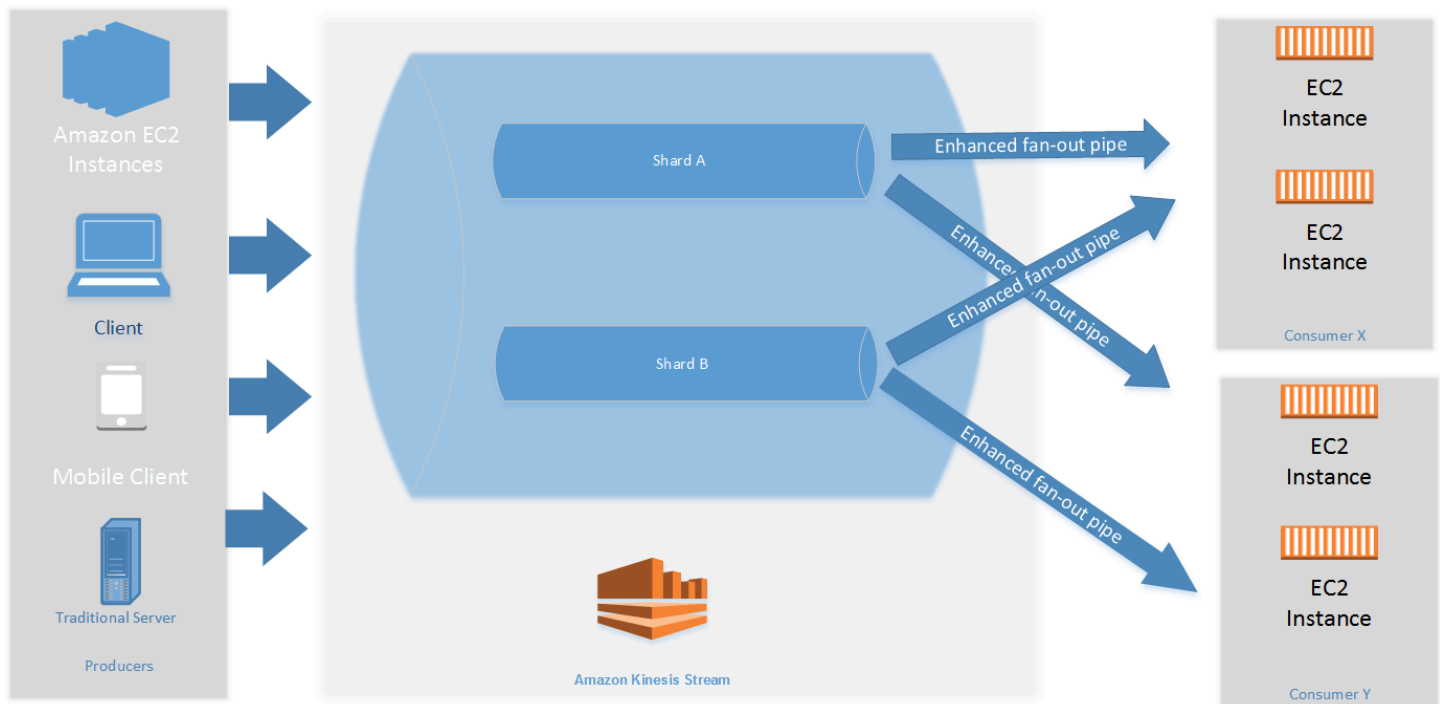 Amazon EC2
Instances
Client
Mobile Client
Traditional Server
Producers
Shard A
Shard B
Enhanced fan-out pipe
Enhanced fan-out pipe
Enhanced fan-out pipe
Enhanced fan-out pipe
Amazon Kinesis Stream
EC2
Instance
EC2
Instance
Consumer X
EC2
Instance
EC2
Instance
Consumer Y